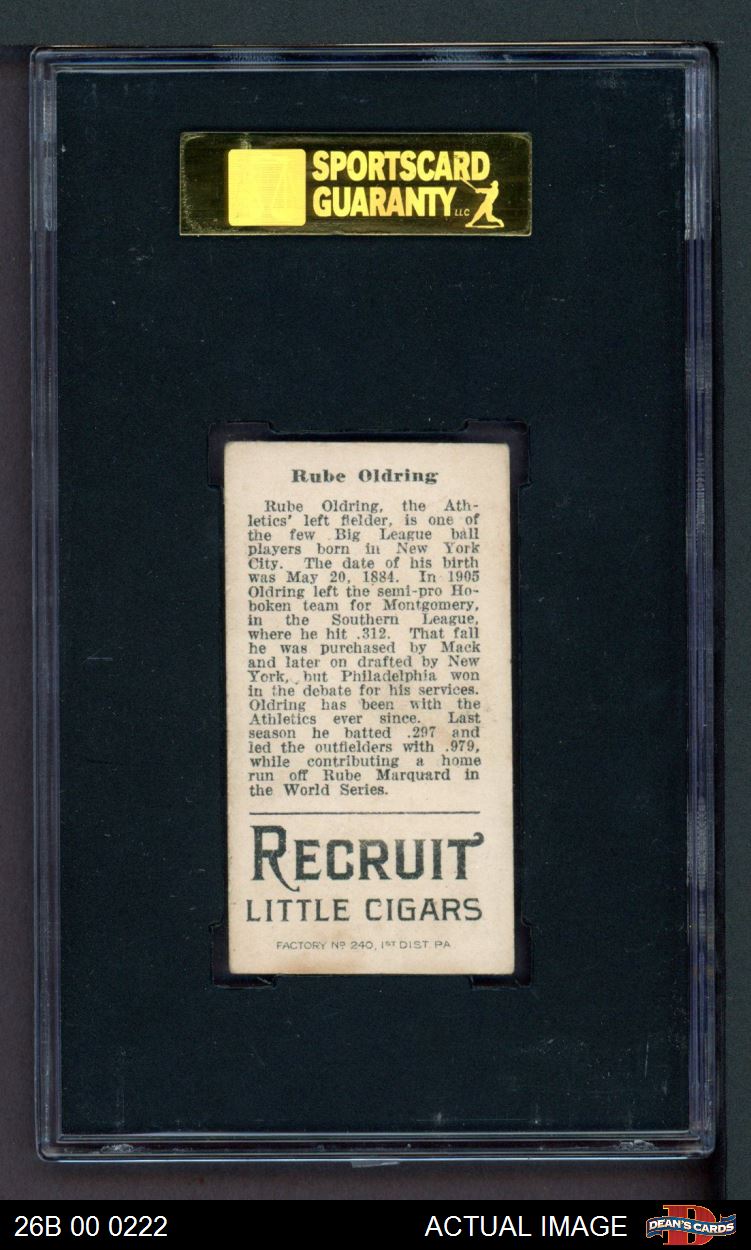 SPORTSCARD
GUARANTY LLC
Rube Oldring
Rube Oldring, the Ath-
letics' left fielder, is one of
the few Big League ball
players born in New York
City. The date of his birth
was May 20, 1884. In 1905
Oldring left the semi-pro Ho-
boken team for Montgomery,
in the Southern League,
where he hit .312. That fall
he was purchased by Mack
and later on drafted by New
York, but Philadelphia won
in the debate for his services.
Oldring has been with the
Athletics ever since. Last
season he batted .297 and
led the outfielders with .979,
while contributing a home
run off Rube Marquard in
the World Series.
RECRUIT
LITTLE CIGARS
FACTORY Nº 240, 1ST DIST. PA
26B 00 0222
ACTUAL IMAGE
DEAN'S CARDS